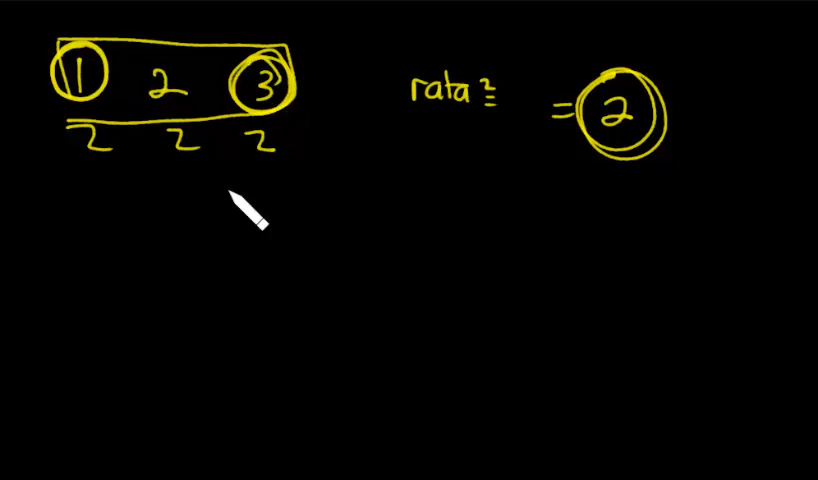 1 2 3
2 2 2
rata² = 2